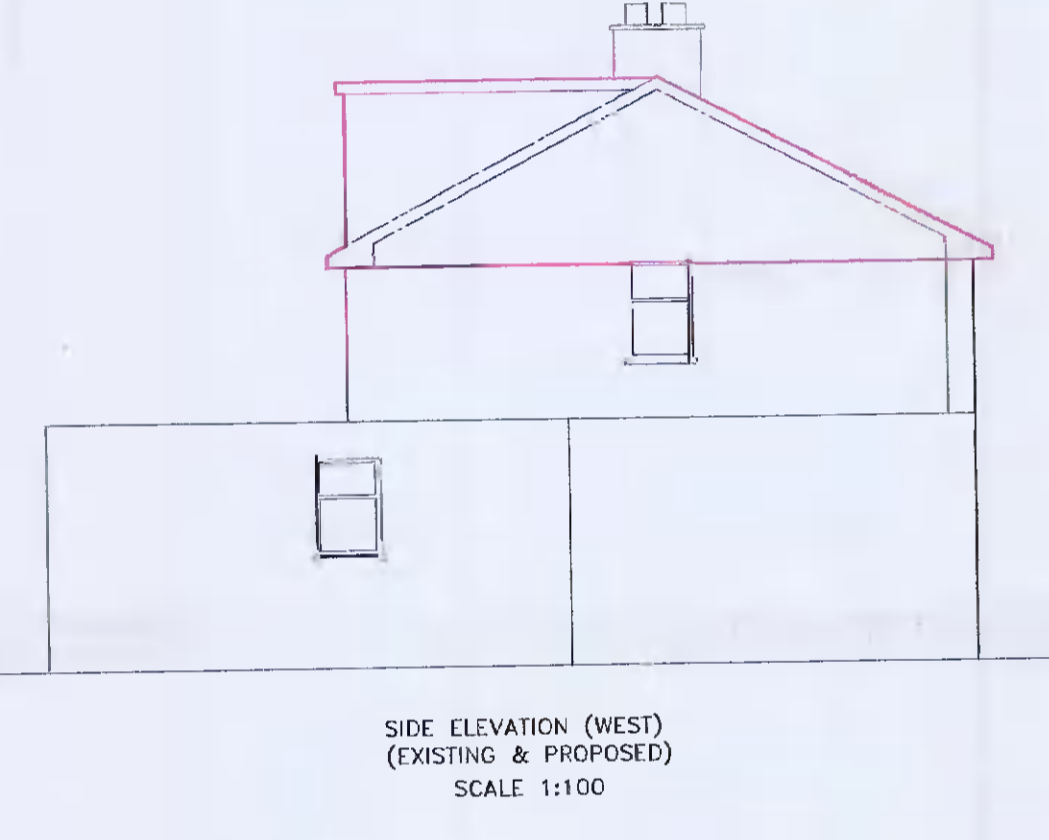 SIDE ELEVATION (WEST)
(EXISTING & PROPOSED)
SCALE 1:100